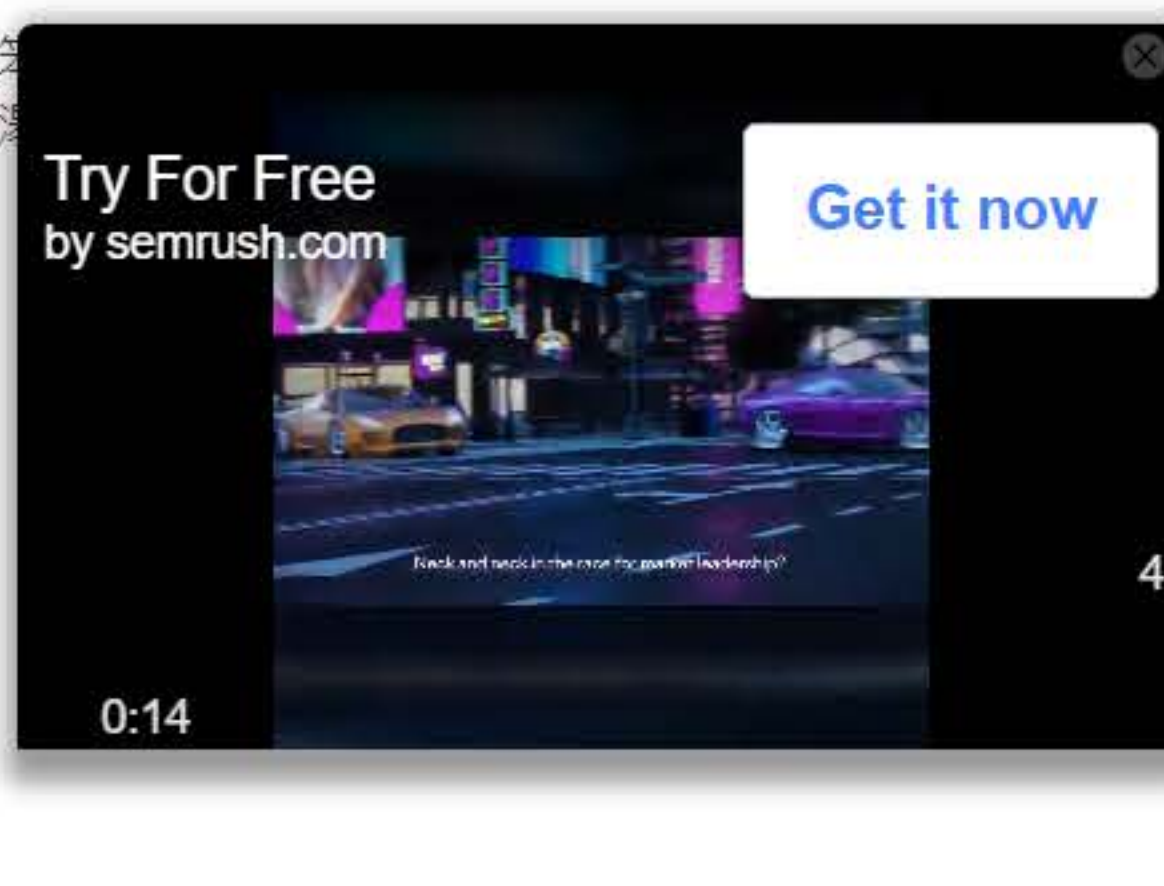 Try For Free
by semrush.com
Get it now
Neck and neck in the race for market leadership?
4
0:14